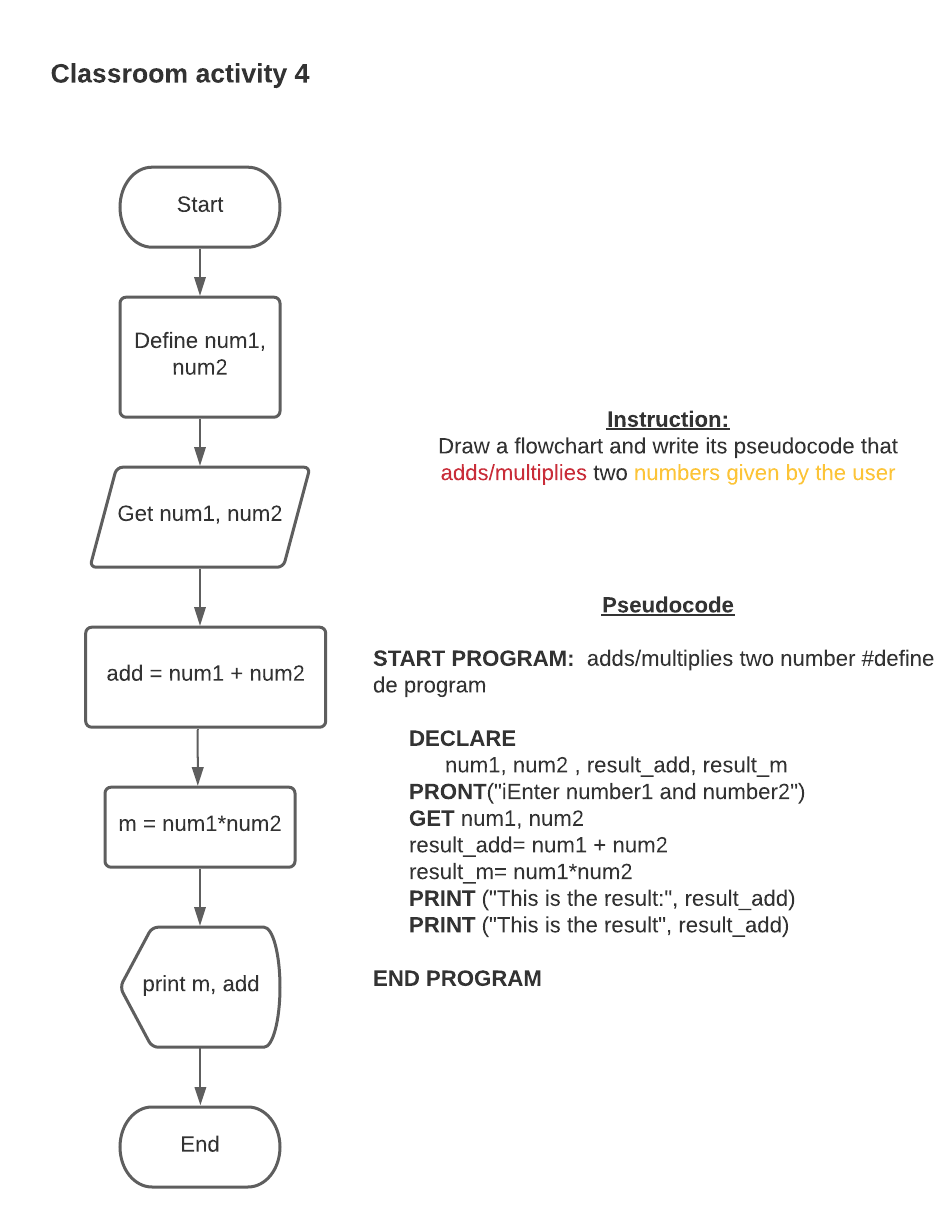 Classroom activity 4
Start
Define num1,
num2
Get num1, num2
add = num1 + num2
m = num1*num2
print m, add
End
Instruction:
Draw a flowchart and write its pseudocode that
adds/multiplies two numbers given by the user
Pseudocode
START PROGRAM:  adds/multiplies two number #define
de program
DECLARE
num1, num2 , result_add, result_m
PRONT("iEnter number1 and number2")
GET num1, num2
result_add= num1 + num2
result_m= num1*num2
PRINT ("This is the result:", result_add)
PRINT ("This is the result", result_add)
END PROGRAM